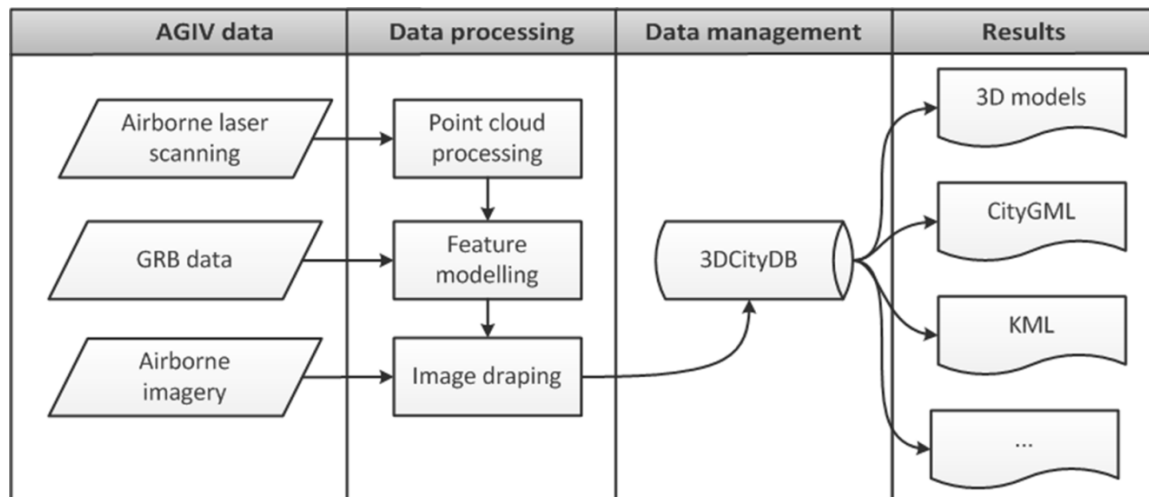 AGIV data
Data processing
Data management
Results
Airborne laser
scanning
Point cloud
processing
3D models
GRB data
Feature
modelling
3DCityDB
CityGML
Airborne
imagery
Image draping
KML
...